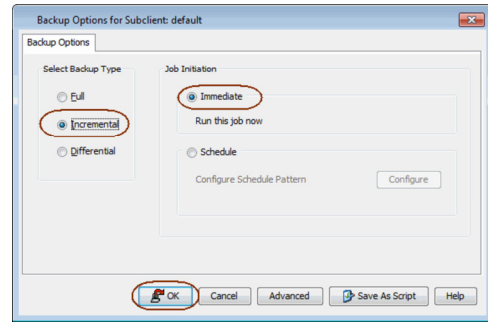 Backup Options for Subclient: default
Backup Options
Select Backup Type
Job Initiation
Full
Immediate
Incremental
Run this job now
Differential
Schedule
Configure Schedule Pattern
Configure
OK
Cancel
Advanced
Save As Script
Help